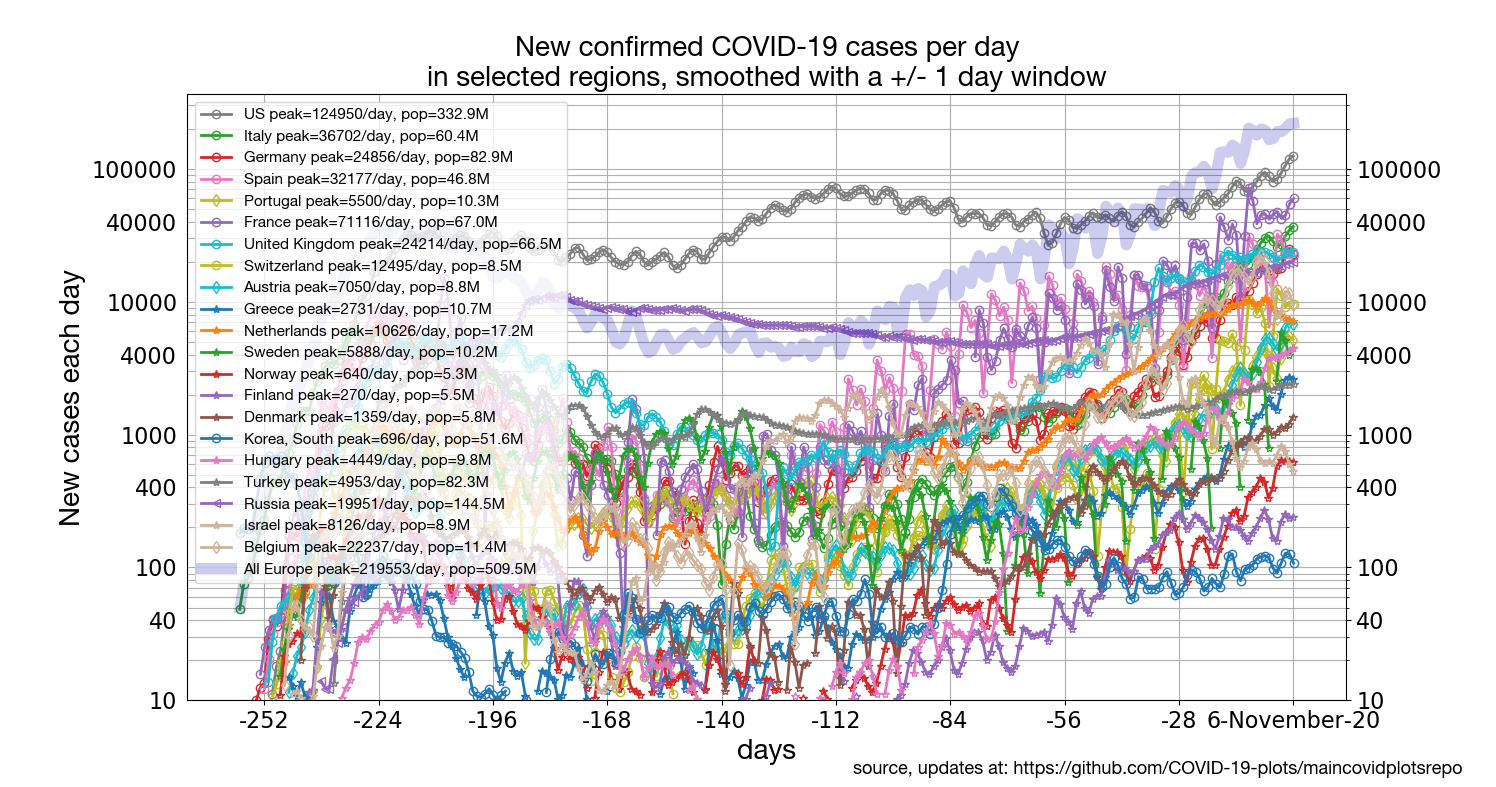 New confirmed COVID-19 cases per day
in selected regions, smoothed with a +/- 1 day window
US peak=124950/day, pop=332.9M
Italy peak=36702/day, pop=60.4M
Germany peak=24856/day, pop=82.9M
Spain peak=32177/day, pop=46.8M
Portugal peak=5500/day, pop=10.3M
France peak=71116/day, pop=67.0M
United Kingdom peak=24214/day, pop=66.5M
Switzerland peak=12495/day, pop=8.5M
Austria peak=7050/day, pop=8.8M
Greece peak=2731/day, pop=10.7M
Netherlands peak=10626/day, pop=17.2M
Sweden peak=5888/day, pop=10.2M
Norway peak=640/day, pop=5.3M
Finland peak=270/day, pop=5.5M
Denmark peak=1359/day, pop=5.8M
Korea, South peak=696/day, pop=51.6M
Hungary peak=4449/day, pop=9.8M
Turkey peak=4953/day, pop=82.3M
Russia peak=19951/day, pop=144.5M
Israel peak=8126/day, pop=8.9M
Belgium peak=22237/day, pop=11.4M
All Europe peak=219553/day, pop=509.5M
New cases each day
100000
40000
10000
4000
1000
400
100
40
10
100000
40000
10000
4000
1000
400
100
40
10
-252 -224 -196 -168 -140 -112 -84 -56 -28 6-November-20
days
source, updates at: https://github.com/COVID-19-plots/maincovidplotsrepo